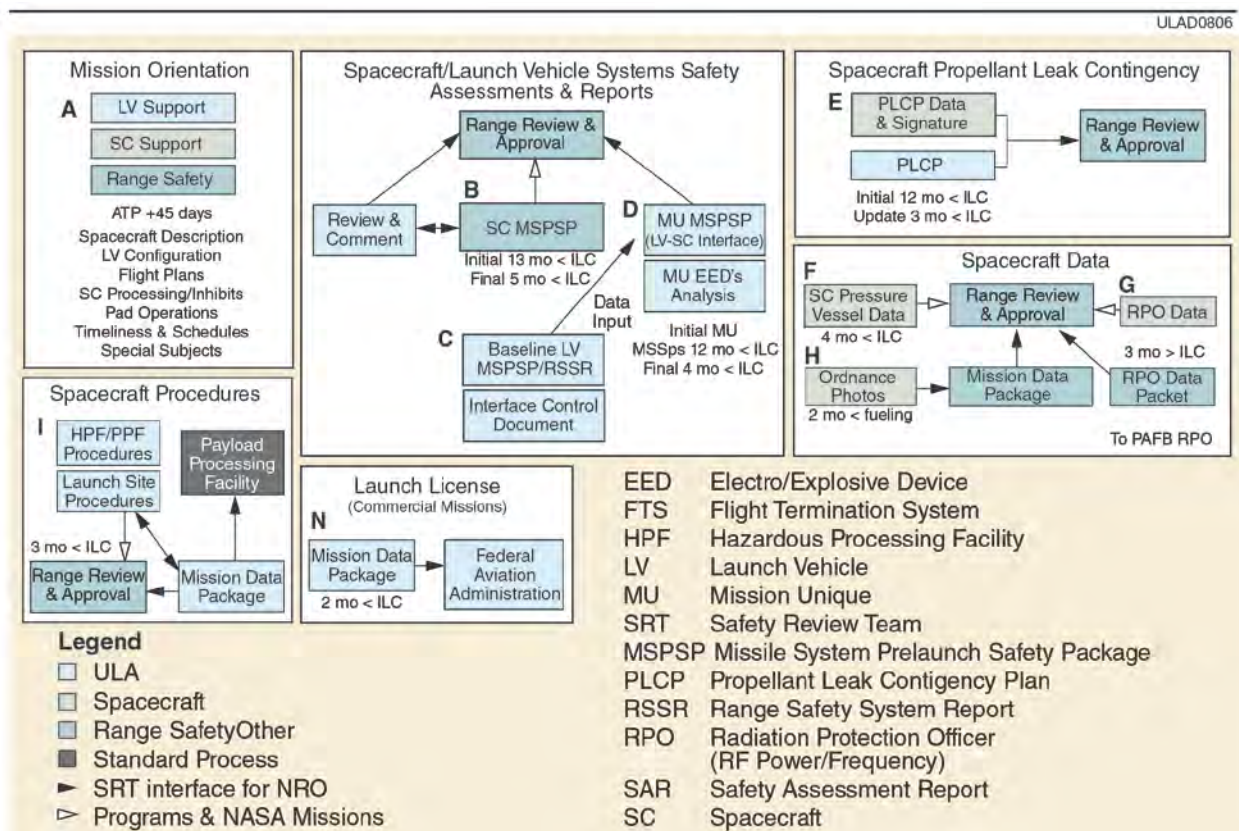 ULAD0806
Mission Orientation
A
LV Support
SC Support
Range Safety
ATP +45 days
Spacecraft Description
LV Configuration
Flight Plans
SC Processing/Inhibits
Pad Operations
Timeliness & Schedules
Special Subjects
Spacecraft/Launch Vehicle Systems Safety
Assessments & Reports
Range Review &
Approval
Review &
Comment
B
SC MSPSP
Initial 13 mo < ILC
Final 5 mo < ILC
D
MU MSPSP
(LV-SC Interface)
MU EED's
Analysis
Data
Input
Initial MU
MSSps 12 mo < ILC
Final 4 mo < ILC
C
Baseline LV
MSPSP/RSSR
Interface Control
Document
Spacecraft Propellant Leak Contingency
E
PLCP Data
& Signature
PLCP
Range Review
& Approval
Initial 12 mo < ILC
Update 3 mo < ILC
Spacecraft Data
F
SC Pressure
Vessel Data
4 mo < ILC
Range Review
& Approval
G
RPO Data
3 mo > ILC
H
Ordnance
Photos
2 mo < fueling
Mission Data
Package
RPO Data
Packet
To PAFB RPO
Spacecraft Procedures
I
HPF/PPF
Procedures
Launch Site
Procedures
Payload
Processing
Facility
3 mo < ILC
Range Review
& Approval
Mission Data
Package
Launch License
(Commercial Missions)
N
Mission Data
Package
2 mo < ILC
Federal
Aviation
Administration
Legend
ULA
Spacecraft
Range SafetyOther
Standard Process
SRT interface for NRO
Programs & NASA Missions
EED Electro/Explosive Device
FTS Flight Termination System
HPF Hazardous Processing Facility
LV Launch Vehicle
MU Mission Unique
SRT Safety Review Team
MSPSP Missile System Prelaunch Safety Package
PLCP Propellant Leak Contigency Plan
RSSR Range Safety System Report
RPO Radiation Protection Officer
(RF Power/Frequency)
SAR Safety Assessment Report
SC Spacecraft